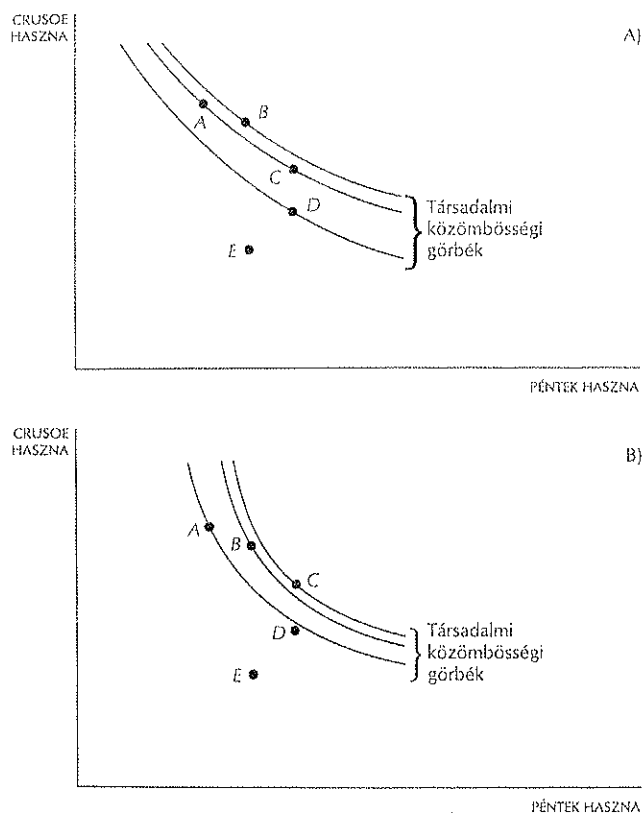 CRUSOE
HASZNA
A)
A
B
C
D
E
Társadalmi
közömbösségi
görbék
PÉNTEK HASZNA
CRUSOE
HASZNA
B)
A
B
C
D
E
Társadalmi
közömbösségi
görbék
PÉNTEK HASZNA